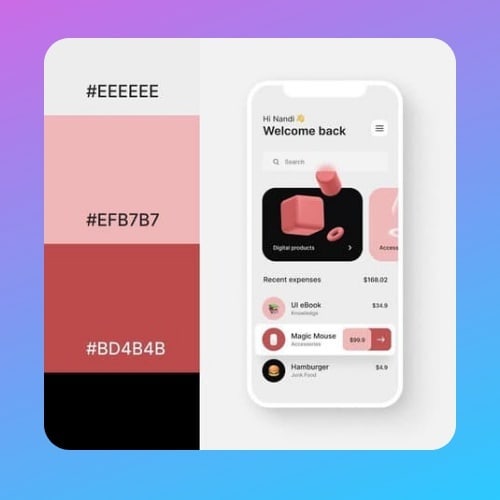 #EEEEEE
#EFB7B7
#BD4B4B
Hi Nandi 👋
Welcome back
Search
Digital products
Access
Recent expenses
$168.02
UI eBook
$34.9
Knowledge
Magic Mouse
$99.9
Accessories
Hamburger
$4.9
Junk Food